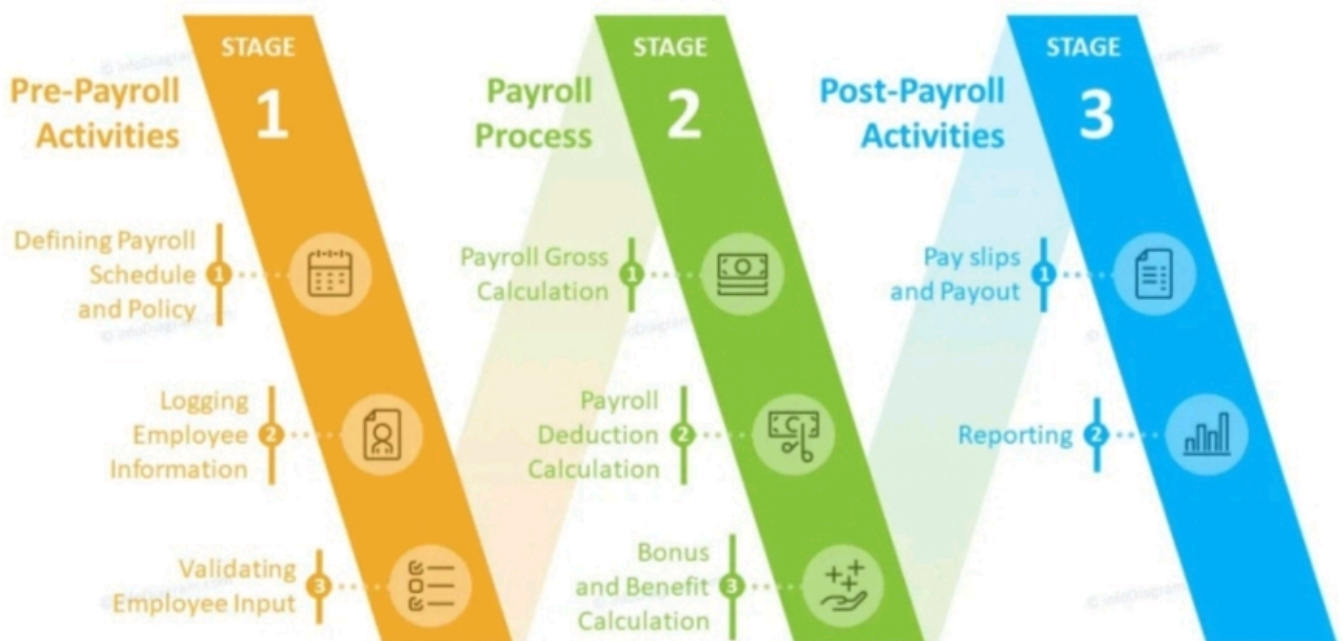 STAGE
1
Pre-Payroll
Activities
Defining Payroll
Schedule
and Policy
1
Logging
Employee
Information
2
Validating
Employee Input
3
STAGE
2
Payroll
Process
Payroll Gross
Calculation
1
Payroll
Deduction
Calculation
2
Bonus
and Benefit
Calculation
3
STAGE
3
Post-Payroll
Activities
Pay slips
and Payout
1
Reporting
2